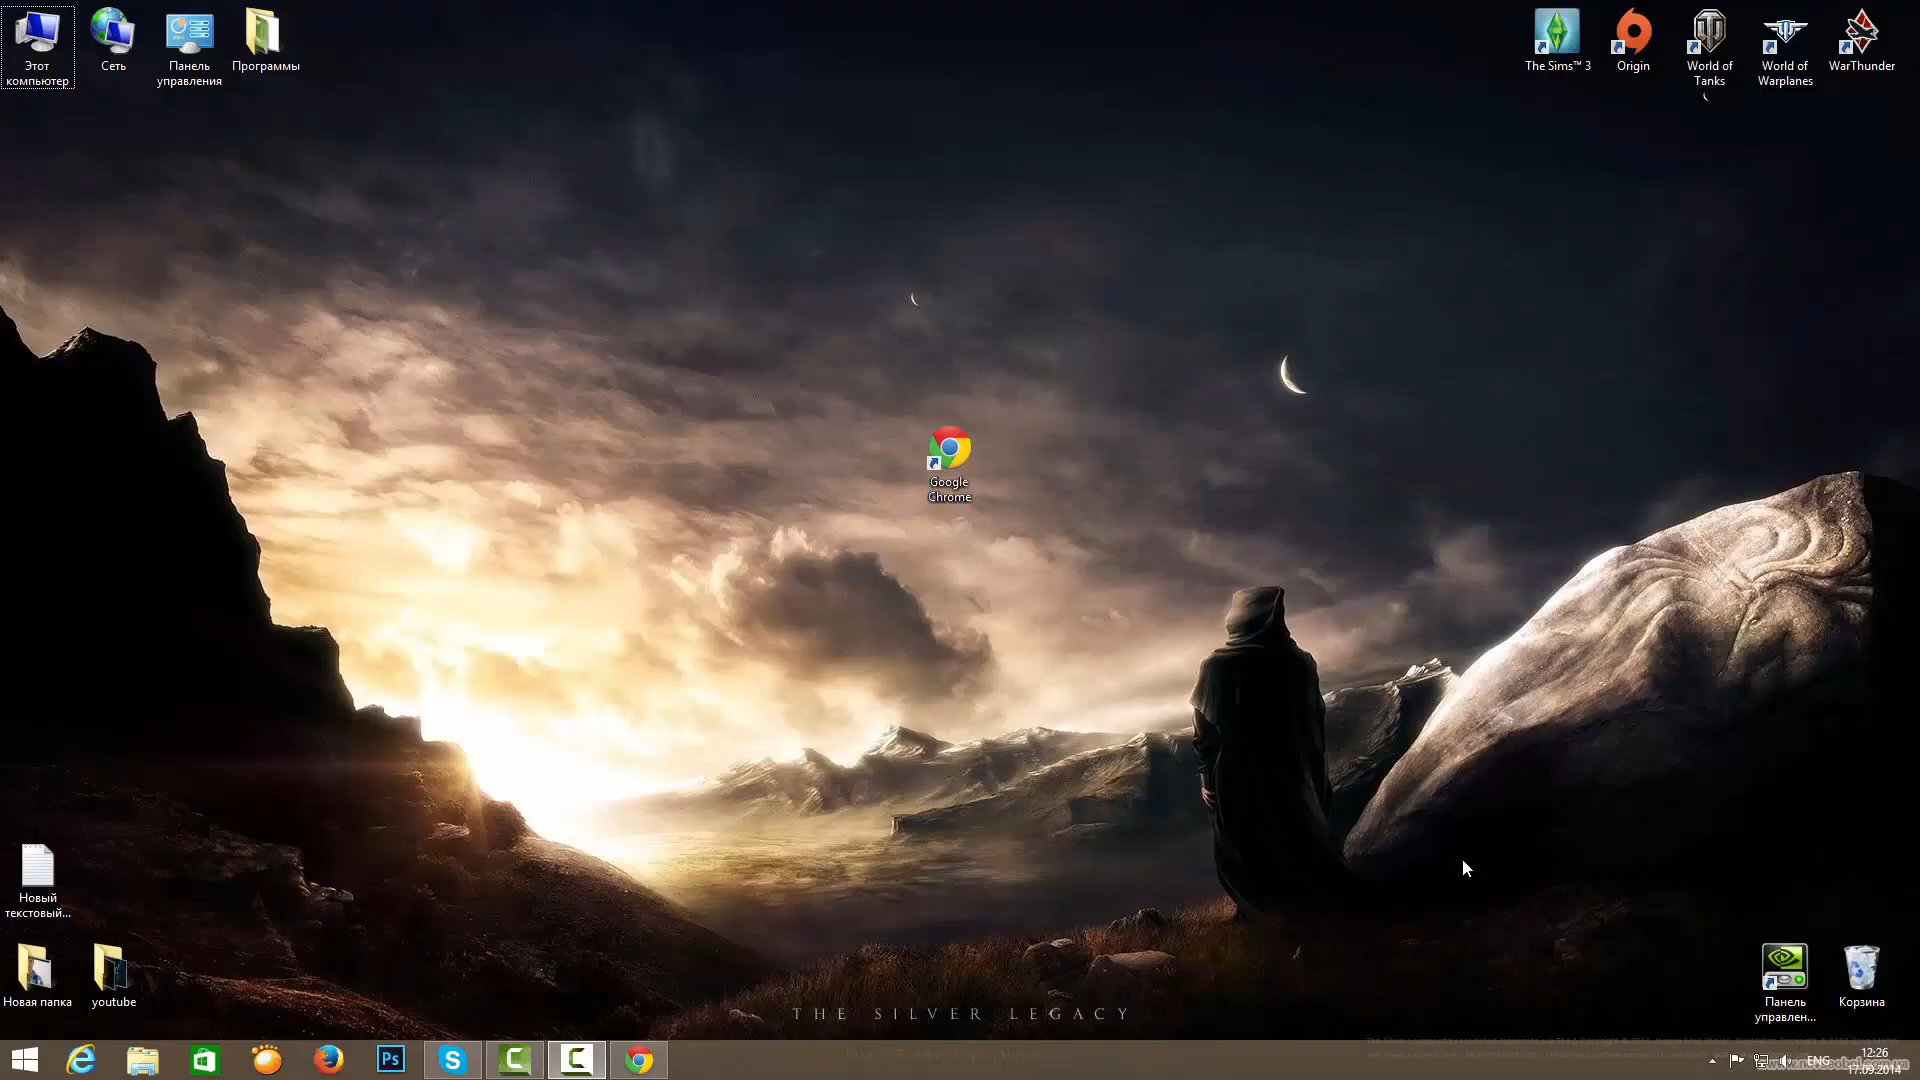 Этот
компьютер
Сеть
Панель
управления
Программы
The Sims™ 3
Origin
World of
Tanks
World of
Warplanes
WarThunder
Google
Chrome
Новый
текстовый...
Новая папка
youtube
THE SILVER LEGACY
Панель
управлен...
Корзина
Ps
ENG
12:26
17.09.2014